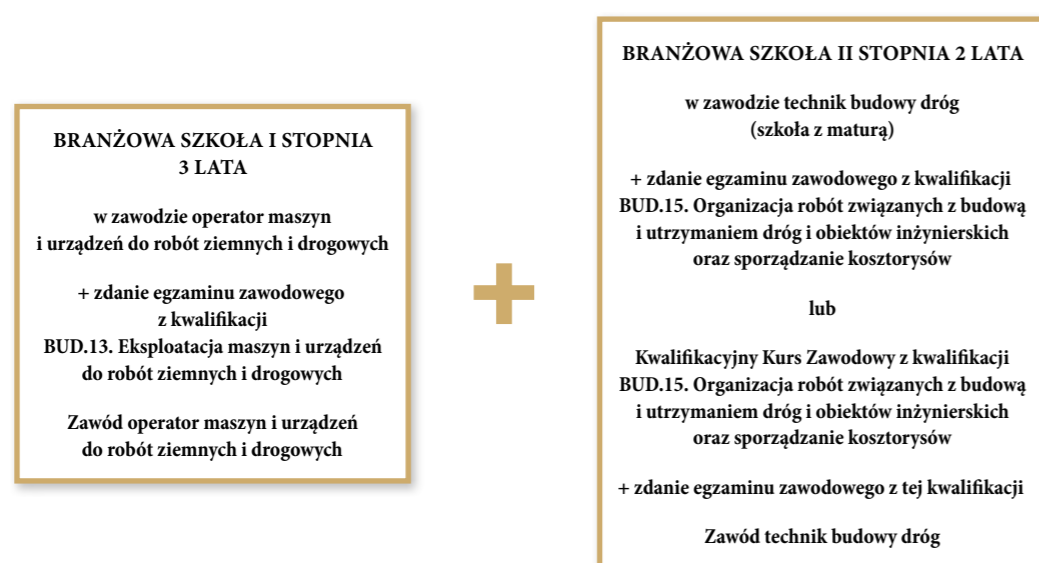 BRANŻOWA SZKOŁA I STOPNIA
3 LATA
w zawodzie operator maszyn
i urządzeń do robót ziemnych i drogowych
+ zdanie egzaminu zawodowego
z kwalifikacji
BUD.13. Eksploatacja maszyn i urządzeń
do robót ziemnych i drogowych
Zawód operator maszyn i urządzeń
do robót ziemnych i drogowych
+
BRANŻOWA SZKOŁA II STOPNIA 2 LATA
w zawodzie technik budowy dróg
(szkoła z maturą)
+ zdanie egzaminu zawodowego z kwalifikacji
BUD.15. Organizacja robót związanych z budową
i utrzymaniem dróg i obiektów inżynierskich
oraz sporządzanie kosztorysów
lub
Kwalifikacyjny Kurs Zawodowy z kwalifikacji
BUD.15. Organizacja robót związanych z budową
i utrzymaniem dróg i obiektów inżynierskich
oraz sporządzanie kosztorysów
+ zdanie egzaminu zawodowego z tej kwalifikacji
Zawód technik budowy dróg